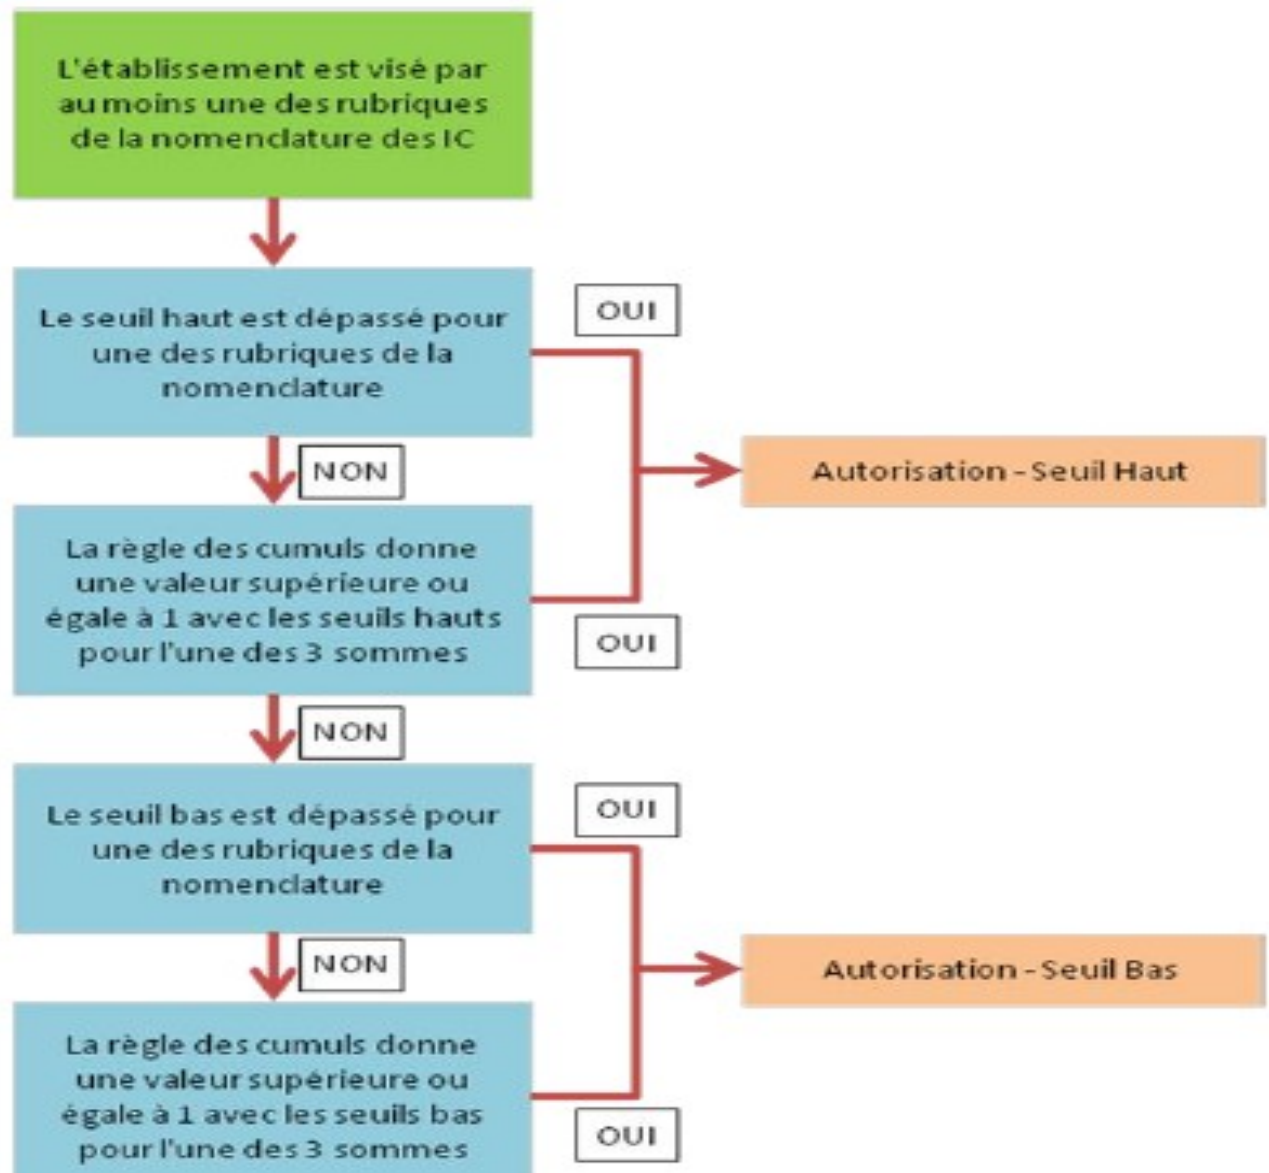 L'établissement est visé par
au moins une des rubriques
de la nomenclature des IC
Le seuil haut est dépassé pour
une des rubriques de la
nomenclature
OUI
NON
Autorisation - Seuil Haut
La règle des cumuls donne
une valeur supérieure ou
égale à 1 avec les seuils hauts
pour l'une des 3 sommes
OUI
NON
Le seuil bas est dépassé pour
une des rubriques de la
nomenclature
OUI
NON
Autorisation - Seuil Bas
La règle des cumuls donne
une valeur supérieure ou
égale à 1 avec les seuils bas
pour l'une des 3 sommes
OUI